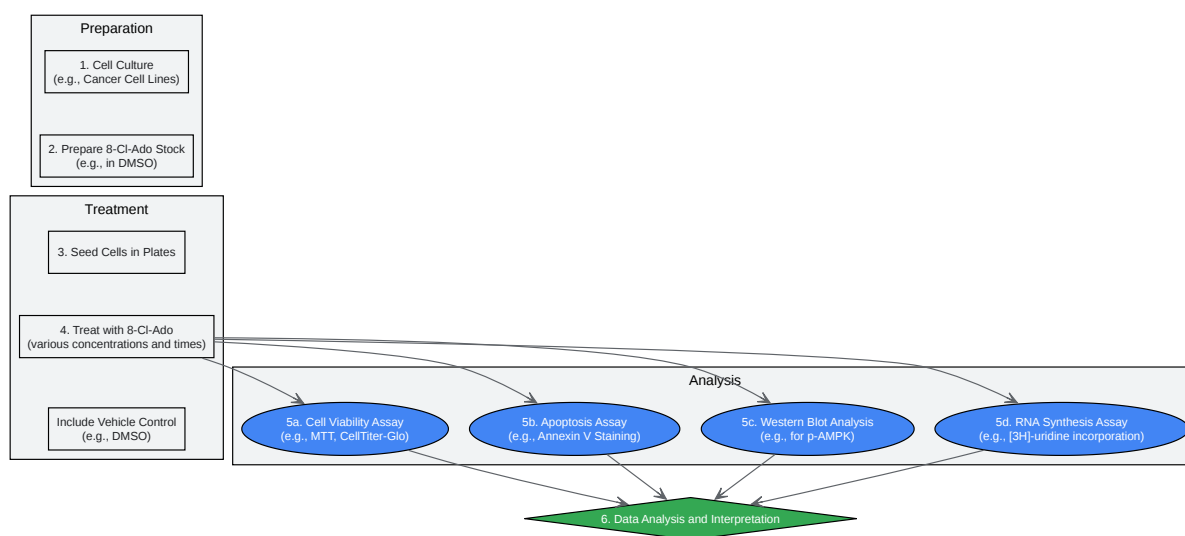 Preparation
1. Cell Culture
(e.g., Cancer Cell Lines)
2. Prepare 8-Cl-Ado Stock
(e.g., in DMSO)
Treatment
3. Seed Cells in Plates
4. Treat with 8-Cl-Ado
(various concentrations and times)
Include Vehicle Control
(e.g., DMSO)
Analysis
5a. Cell Viability Assay
(e.g., MTT, CellTiter-Glo)
5b. Apoptosis Assay
(e.g., Annexin V Staining)
5c. Western Blot Analysis
(e.g., for p-AMPK)
5d. RNA Synthesis Assay
(e.g., [3H]-uridine incorporation)
6. Data Analysis and Interpretation